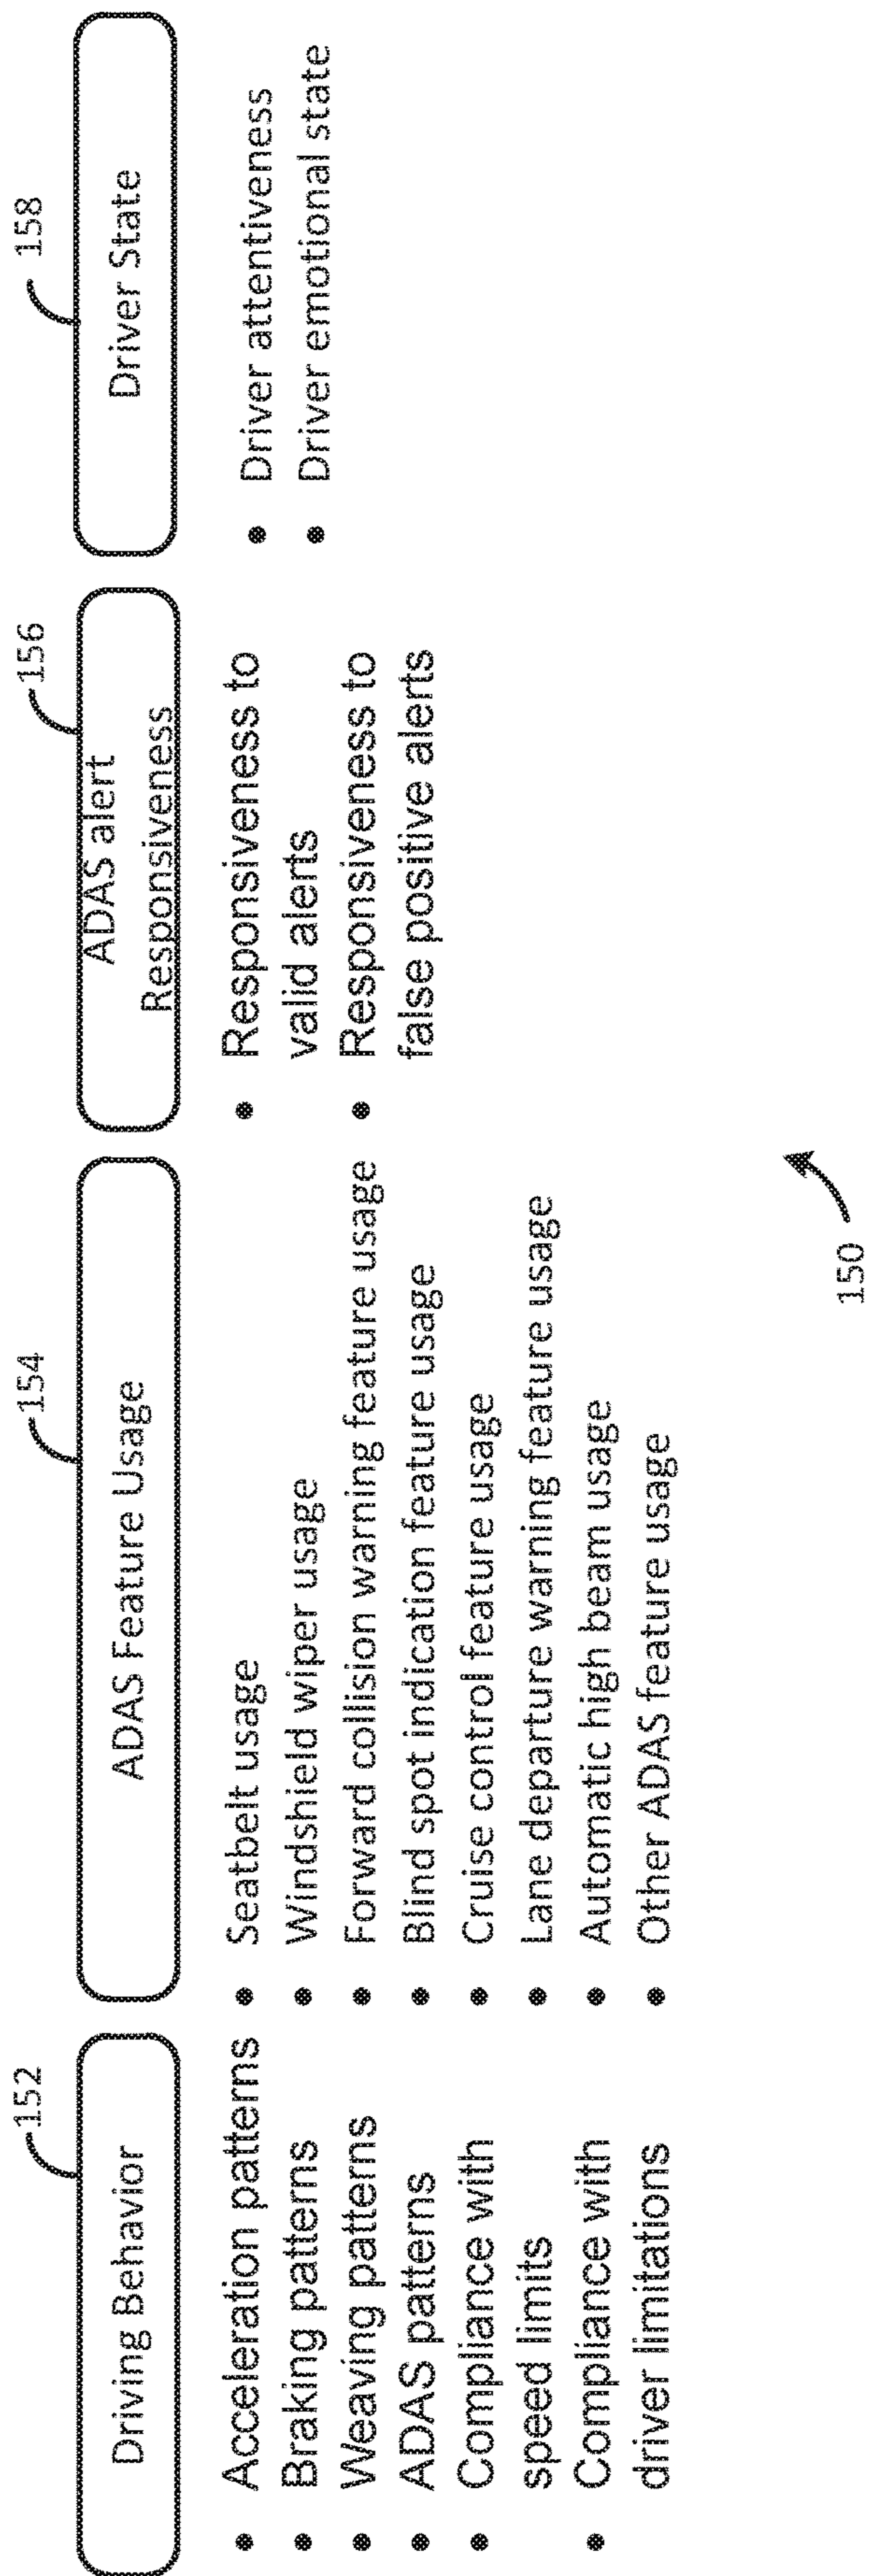 152
Driving Behavior
Acceleration patterns
Braking patterns
Weaving patterns
ADAS patterns
Compliance with
speed limits
Compliance with
driver limitations
154
ADAS Feature Usage
Seatbelt usage
Windshield wiper usage
Forward collision warning feature usage
Blind spot indication feature usage
Cruise control feature usage
Lane departure warning feature usage
Automatic high beam usage
Other ADAS feature usage
156
ADAS alert
Responsiveness
Responsiveness to
valid alerts
Responsiveness to
false positive alerts
158
Driver State
Driver attentiveness
Driver emotional state
150